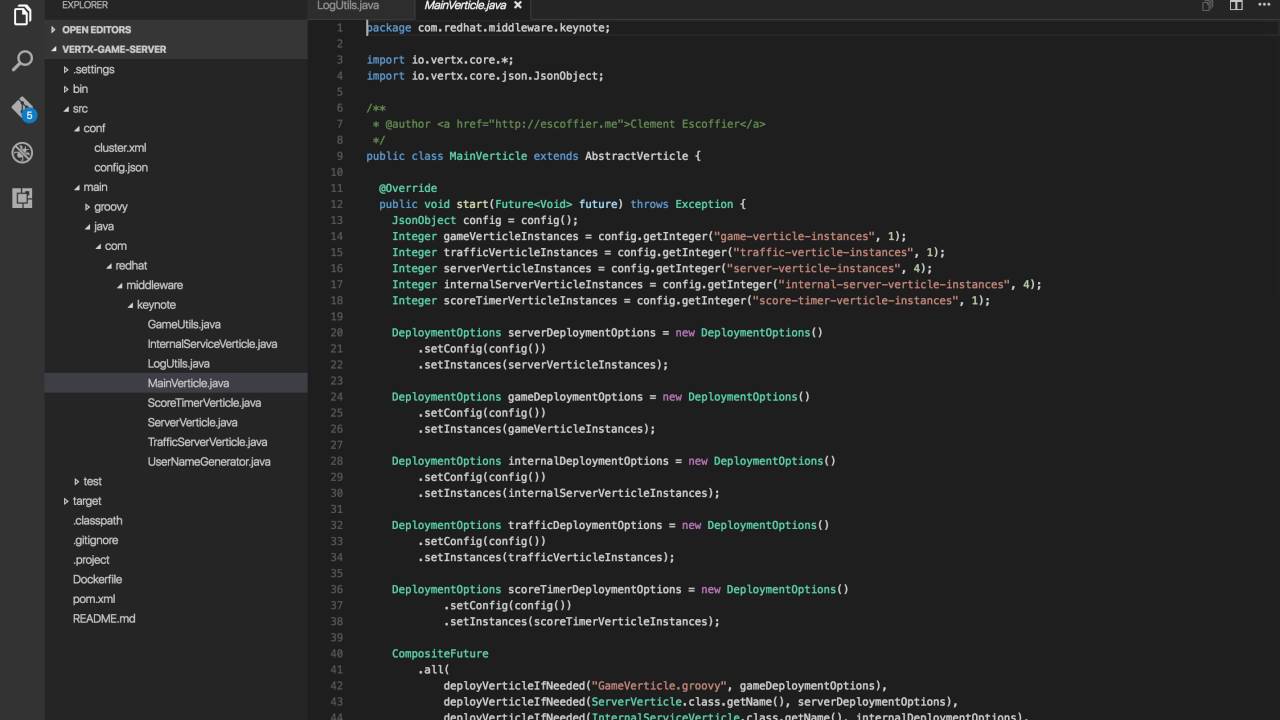 EXPLORER
OPEN EDITORS
VERTX-GAME-SERVER
.settings
bin
src
conf
cluster.xml
config.json
main
groovy
java
com
redhat
middleware
keynote
GameUtils.java
InternalServiceVerticle.java
LogUtils.java
MainVerticle.java
ScoreTimerVerticle.java
ServerVerticle.java
TrafficServerVerticle.java
UserNameGenerator.java
test
target
.classpath
.gitignore
.project
Dockerfile
pom.xml
README.md
5
LogUtils.java
MainVerticle.java
1 package com.redhat.middleware.keynote;
2
3 import io.vertx.core.*;
4 import io.vertx.core.json.JsonObject;
5
6 /**
7 * @author <a href="http://escoffier.me">Clement Escoffier</a>
8 */
9 public class MainVerticle extends AbstractVerticle {
10
11 @Override
12 public void start(Future<Void> future) throws Exception {
13 JsonObject config = config();
14 Integer gameVerticleInstances = config.getInteger("game-verticle-instances", 1);
15 Integer trafficVerticleInstances = config.getInteger("traffic-verticle-instances", 1);
16 Integer serverVerticleInstances = config.getInteger("server-verticle-instances", 4);
17 Integer internalServerVerticleInstances = config.getInteger("internal-server-verticle-instances", 4);
18 Integer scoreTimerVerticleInstances = config.getInteger("score-timer-verticle-instances", 1);
19
20 DeploymentOptions serverDeploymentOptions = new DeploymentOptions()
21 .setConfig(config())
22 .setInstances(serverVerticleInstances);
23
24 DeploymentOptions gameDeploymentOptions = new DeploymentOptions()
25 .setConfig(config())
26 .setInstances(gameVerticleInstances);
27
28 DeploymentOptions internalDeploymentOptions = new DeploymentOptions()
29 .setConfig(config())
30 .setInstances(internalServerVerticleInstances);
31
32 DeploymentOptions trafficDeploymentOptions = new DeploymentOptions()
33 .setConfig(config())
34 .setInstances(trafficVerticleInstances);
35
36 DeploymentOptions scoreTimerDeploymentOptions = new DeploymentOptions()
37 .setConfig(config())
38 .setInstances(scoreTimerVerticleInstances);
39
40 CompositeFuture
41 .all(
42 deployVerticleIfNeeded("GameVerticle.groovy", gameDeploymentOptions),
43 deployVerticleIfNeeded(ServerVerticle.class.getName(), serverDeploymentOptions),
44 deployVerticleIfNeeded(InternalServiceVerticle.class.getName(), internalDeploymentOptions),